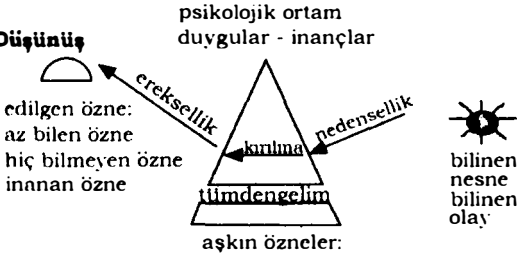 psikolojik ortam
duygular - inançlar
Düşünüş
ereksellik
nedensellik
kırılma
edilgen özne:
az bilen özne
hiç bilmeyen özne
inanan özne
bilinen
nesne
bilinen
olay
tümdengelim
aşkın özneler: